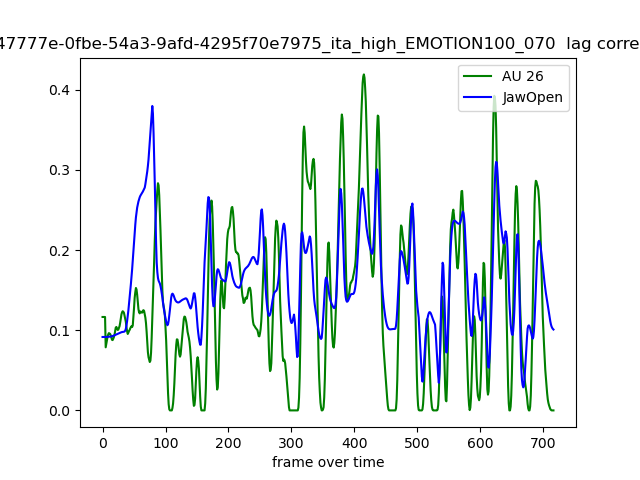 47777e-0fbe-54a3-9afd-4295f70e7975_ita_high_EMOTION100_070 lag corre
AU 26
JawOpen
0.4
0.3
0.2
0.1
0.0
0 100 200 300 400 500 600 700
frame over time